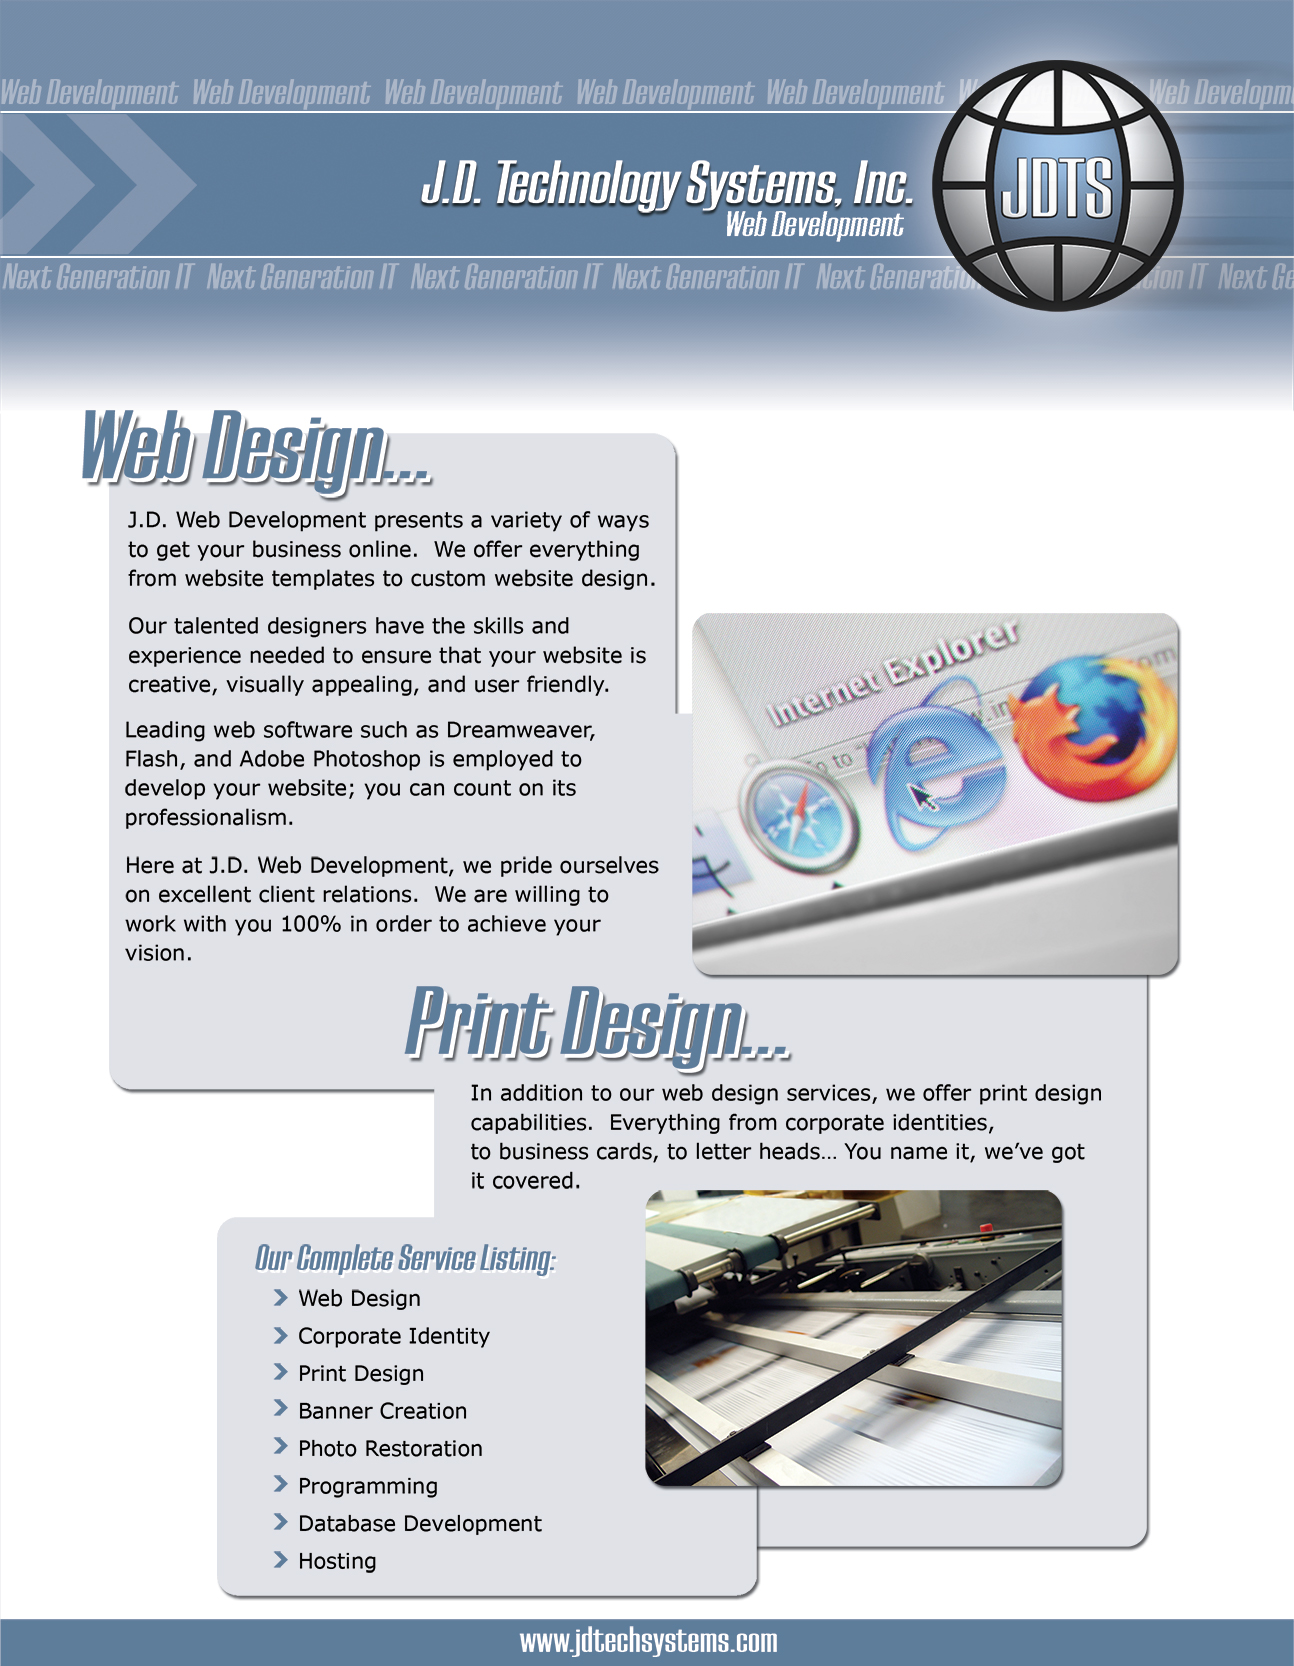 Web Development Web Development Web Development Web Development Web Development Web Developm
J.D. Technology Systems, Inc.
Web Development
JDTS
Next Generation IT Next Generation IT Next Generation IT Next Generation IT Next Generation IT Next Ge
Web Design...
J.D. Web Development presents a variety of ways
to get your business online.  We offer everything
from website templates to custom website design.
Our talented designers have the skills and
experience needed to ensure that your website is
creative, visually appealing, and user friendly.
Leading web software such as Dreamweaver,
Flash, and Adobe Photoshop is employed to
develop your website; you can count on its
professionalism.
Here at J.D. Web Development, we pride ourselves
on excellent client relations.  We are willing to
work with you 100% in order to achieve your
vision.
Internet Explorer
Print Design...
In addition to our web design services, we offer print design
capabilities.  Everything from corporate identities,
to business cards, to letter heads... You name it, we've got
it covered.
Our Complete Service Listing:
Web Design
Corporate Identity
Print Design
Banner Creation
Photo Restoration
Programming
Database Development
Hosting
www.jdtechsystems.com